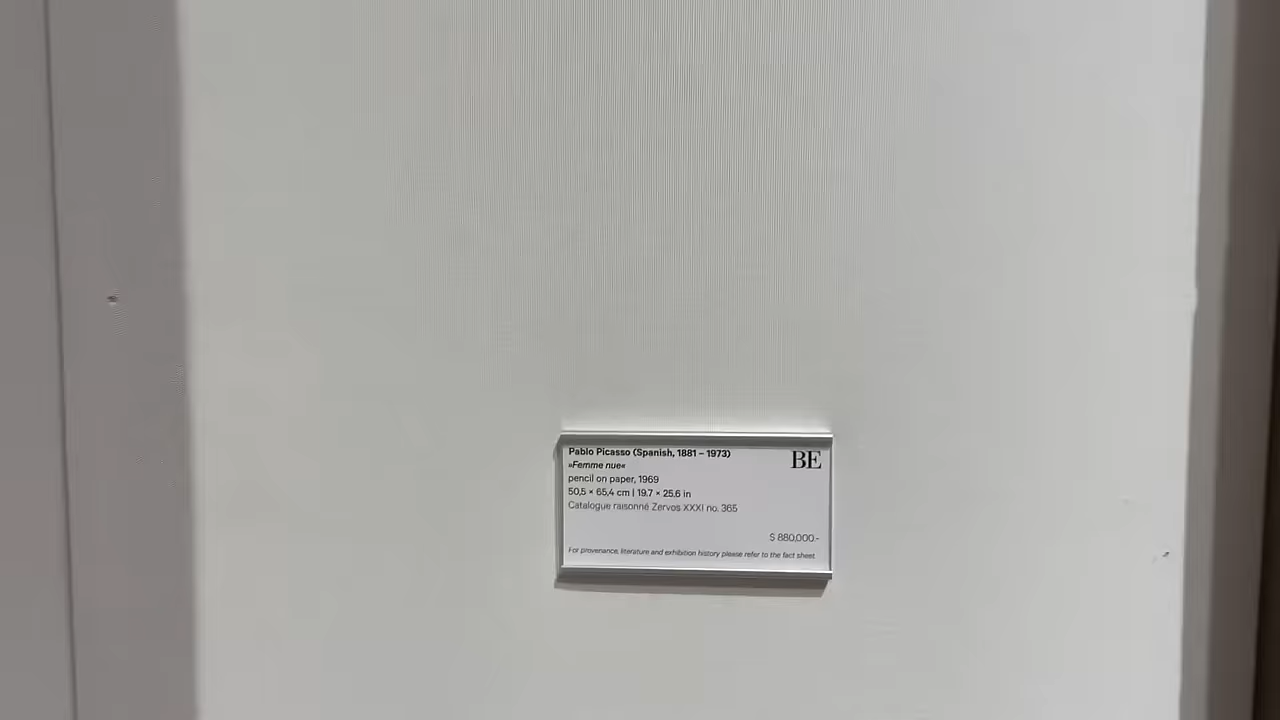 Pablo Picasso (Spanish, 1881 – 1973)
BE
»Femme nue«
pencil on paper, 1969
50,5 × 65,4 cm | 19.7 × 25.6 in
Catalogue raisonné Zervos XXXI no. 365
$ 880,000.-
For provenance, literature and exhibition history please refer to the fact sheet.